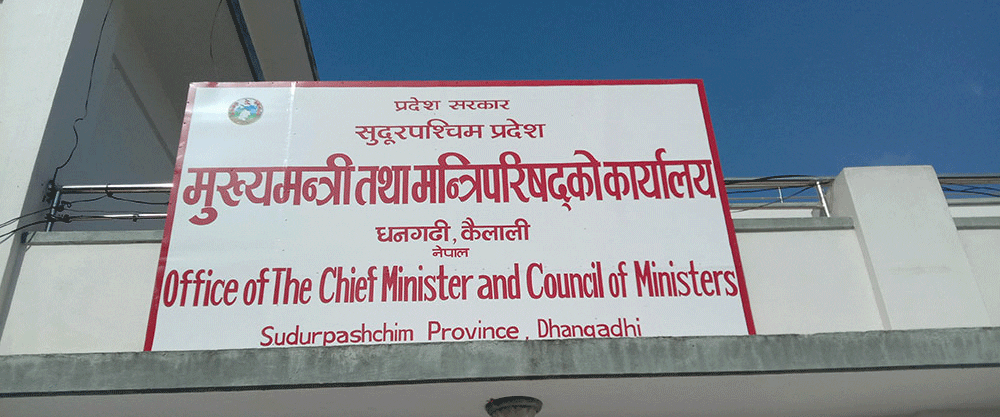 प्रदेश सरकार
सुदूरपश्चिम प्रदेश
मुख्यमन्त्री तथा मन्त्रिपरिषद्को कार्यालय
धनगढी, कैलाली
नेपाल
Office of The Chief Minister and Council of Ministers
Sudurpashchim Province, Dhangadhi